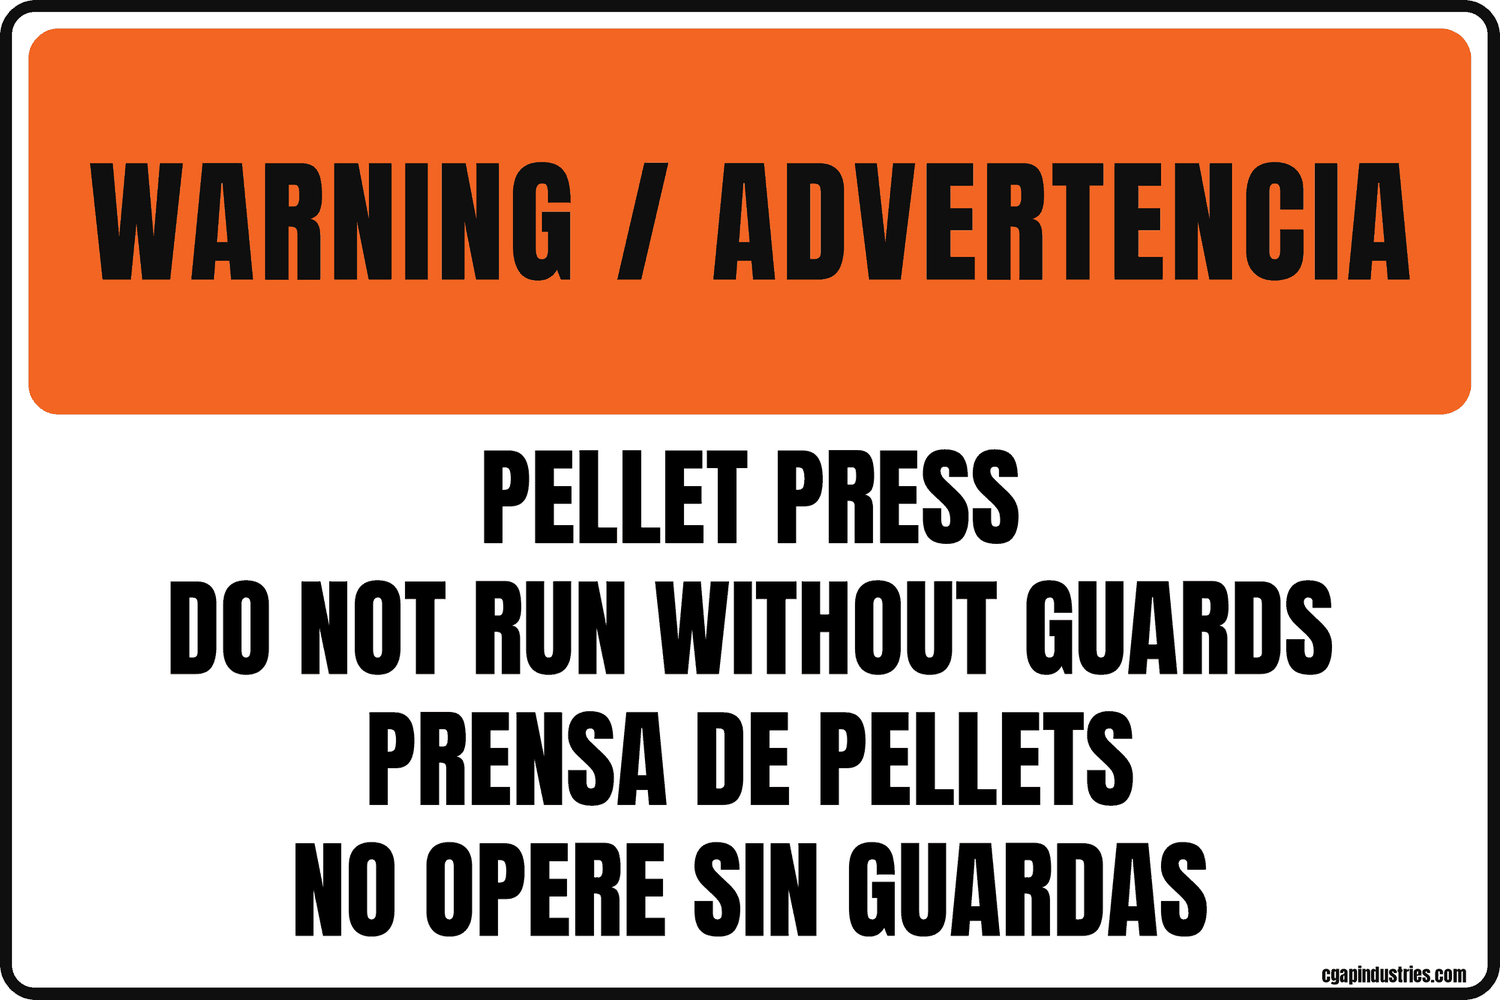 WARNING / ADVERTENCIA
PELLET PRESS
DO NOT RUN WITHOUT GUARDS
PRENSA DE PELLETS
NO OPERE SIN GUARDAS
cgapindustries.com